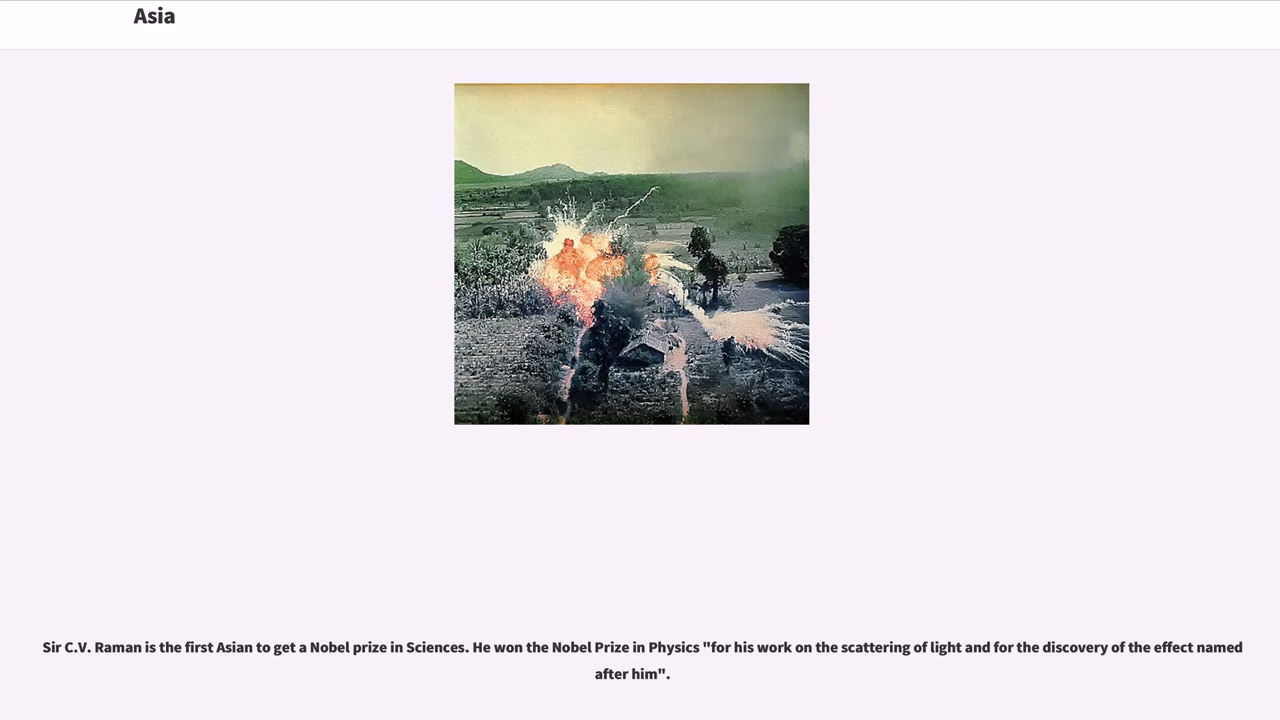 Asia
Sir C.V. Raman is the first Asian to get a Nobel prize in Sciences. He won the Nobel Prize in Physics "for his work on the scattering of light and for the discovery of the effect named
after him".